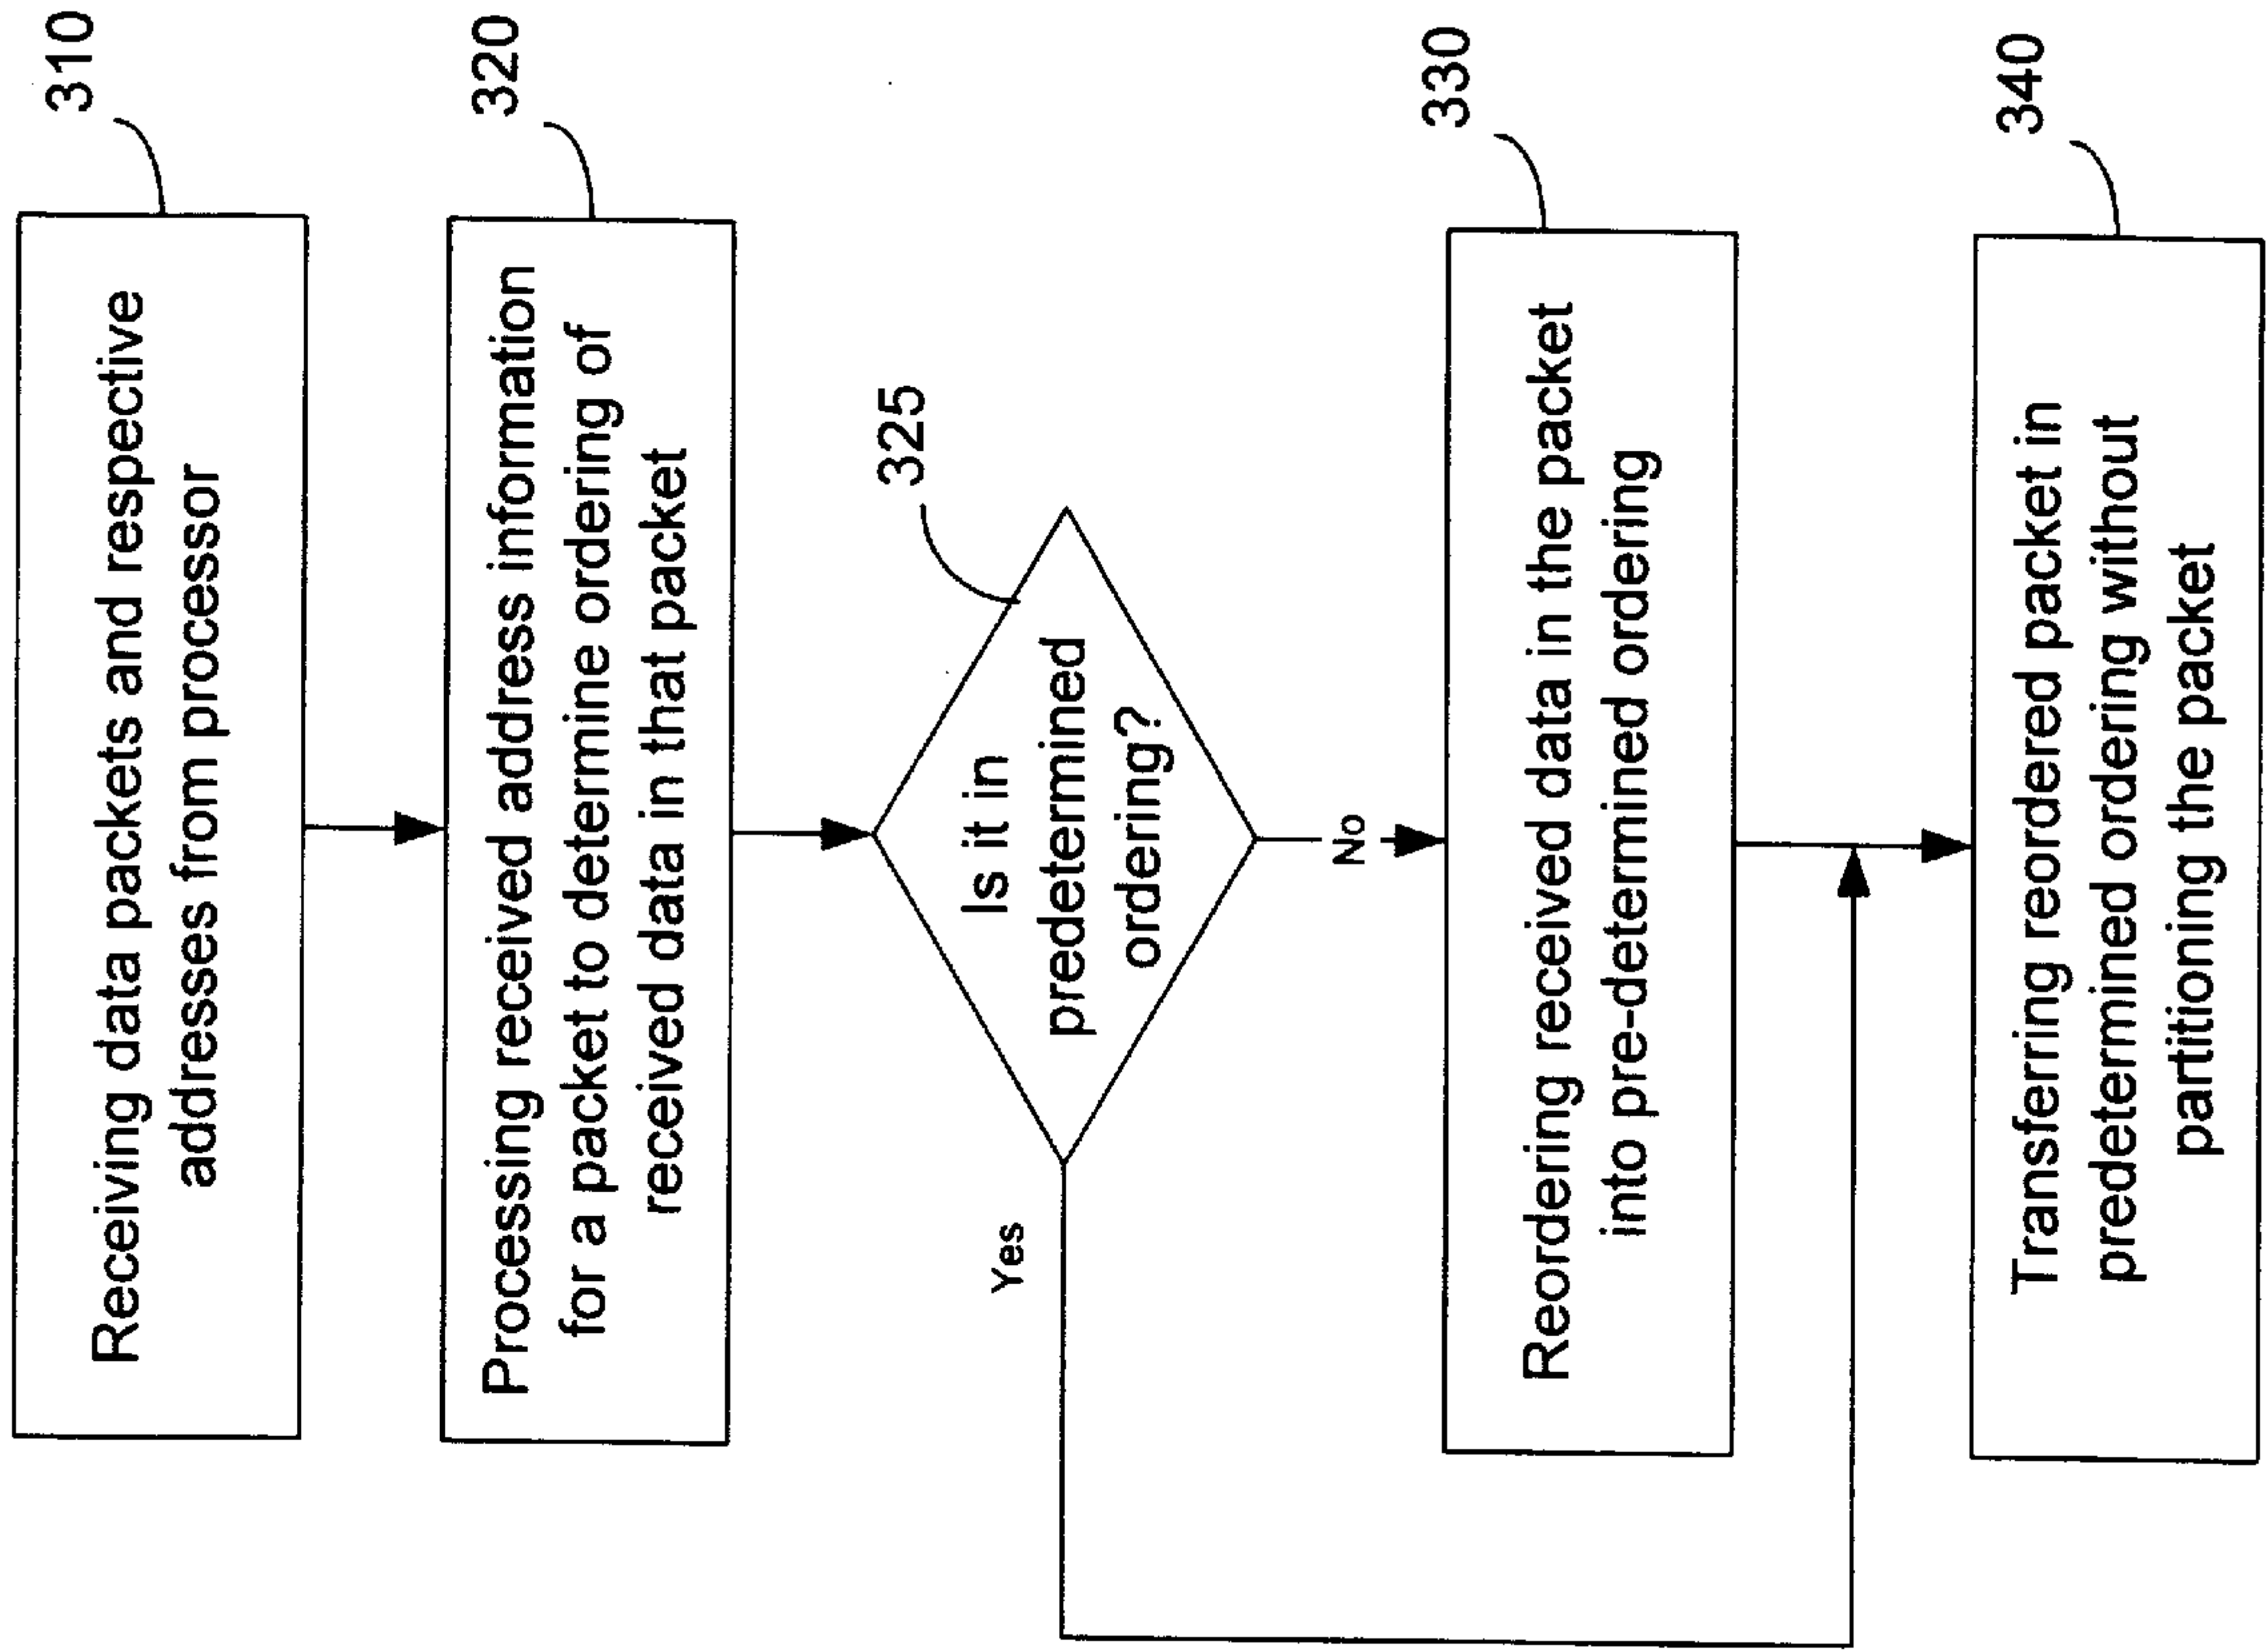 310
Receiving data packets and respective
addresses from processor
320
Processing received address information
for a packet to determine ordering of
received data in that packet
325
Is it in
predetermined
ordering?
Yes
No
330
Reordering received data in the packet
into pre-determined ordering
340
Transferring reordered packet in
predetermined ordering without
partitioning the packet